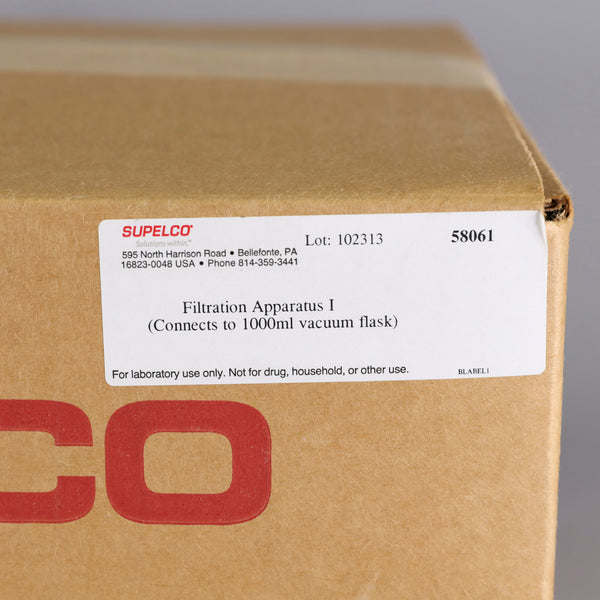 SUPELCO
Solutions within.™
595 North Harrison Road • Bellefonte, PA
16823-0048 USA • Phone 814-359-3441
Lot: 102313
58061
Filtration Apparatus I
(Connects to 1000ml vacuum flask)
For laboratory use only. Not for drug, household, or other use.
BLABEL1
CO